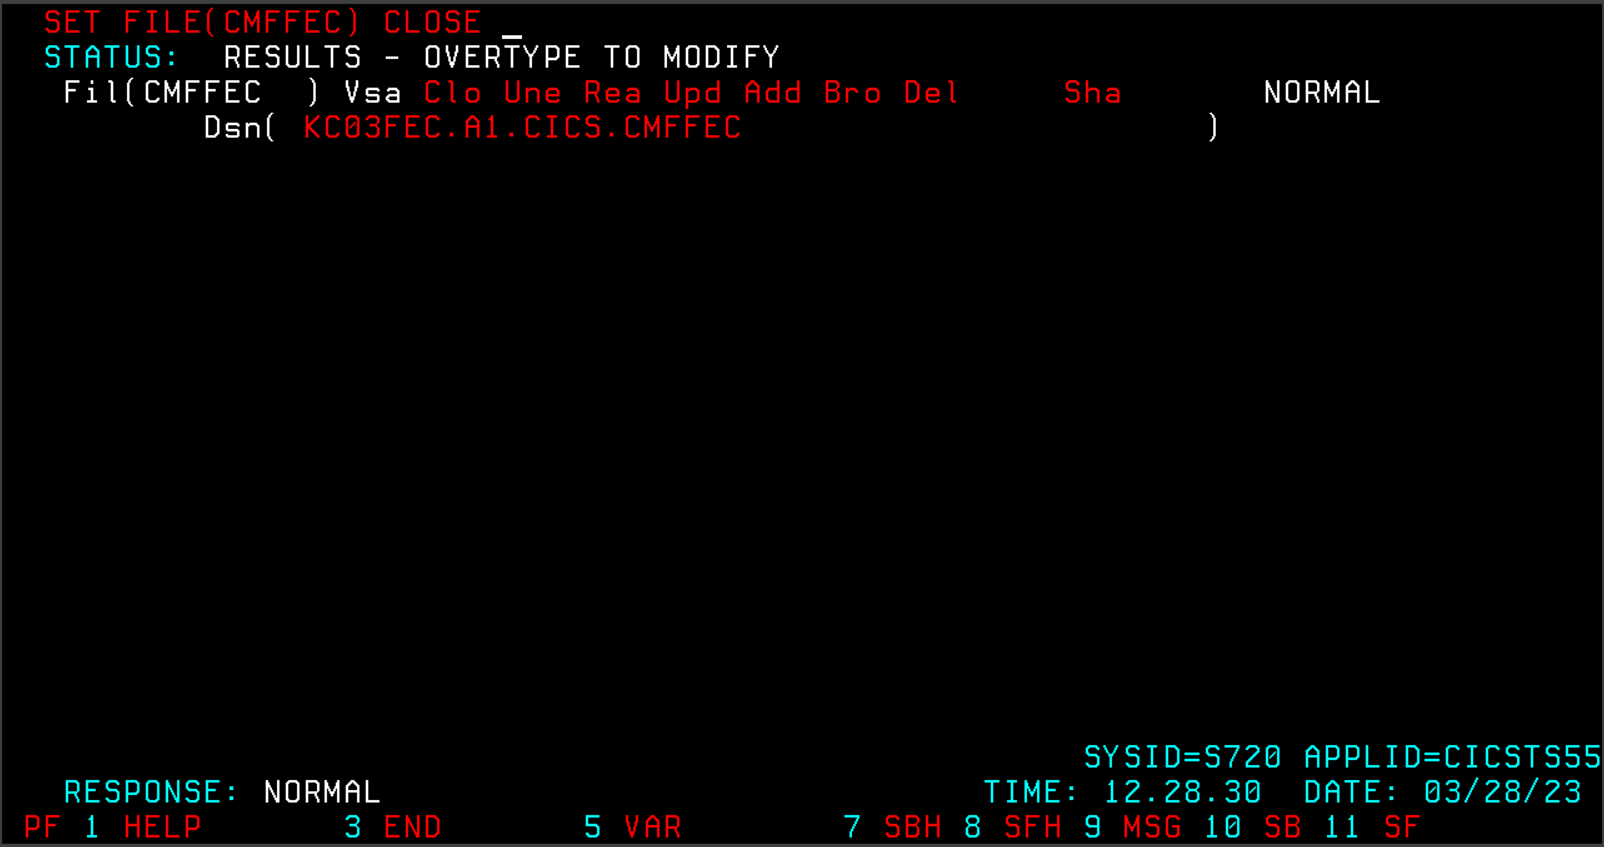 SET FILE(CMFFEC) CLOSE _
STATUS:  RESULTS - OVERTYPE TO MODIFY
 Fil(CMFFEC  ) Vsa Clo Une Rea Upd Add Bro Del     Sha       NORMAL
        Dsn( KC03FEC.A1.CICS.CMFFEC                       )
SYSID=S720 APPLID=CICSTS55
RESPONSE: NORMAL                              TIME: 12.28.30  DATE: 03/28/23
PF 1 HELP       3 END       5 VAR        7 SBH 8 SFH 9 MSG 10 SB 11 SF